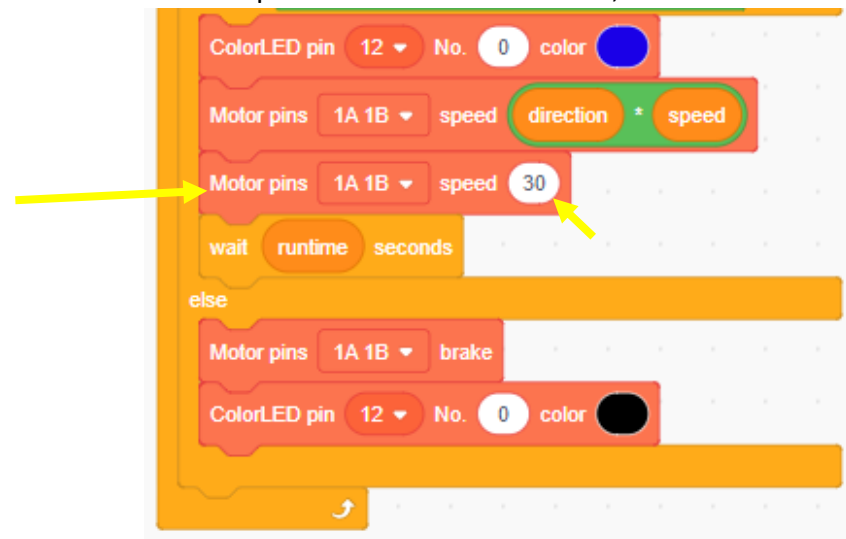 ColorLED pin 12 No. 0 color
Motor pins 1A 1B speed direction * speed
Motor pins 1A 1B speed 30
wait runtime seconds
else
Motor pins 1A 1B brake
ColorLED pin 12 No. 0 color